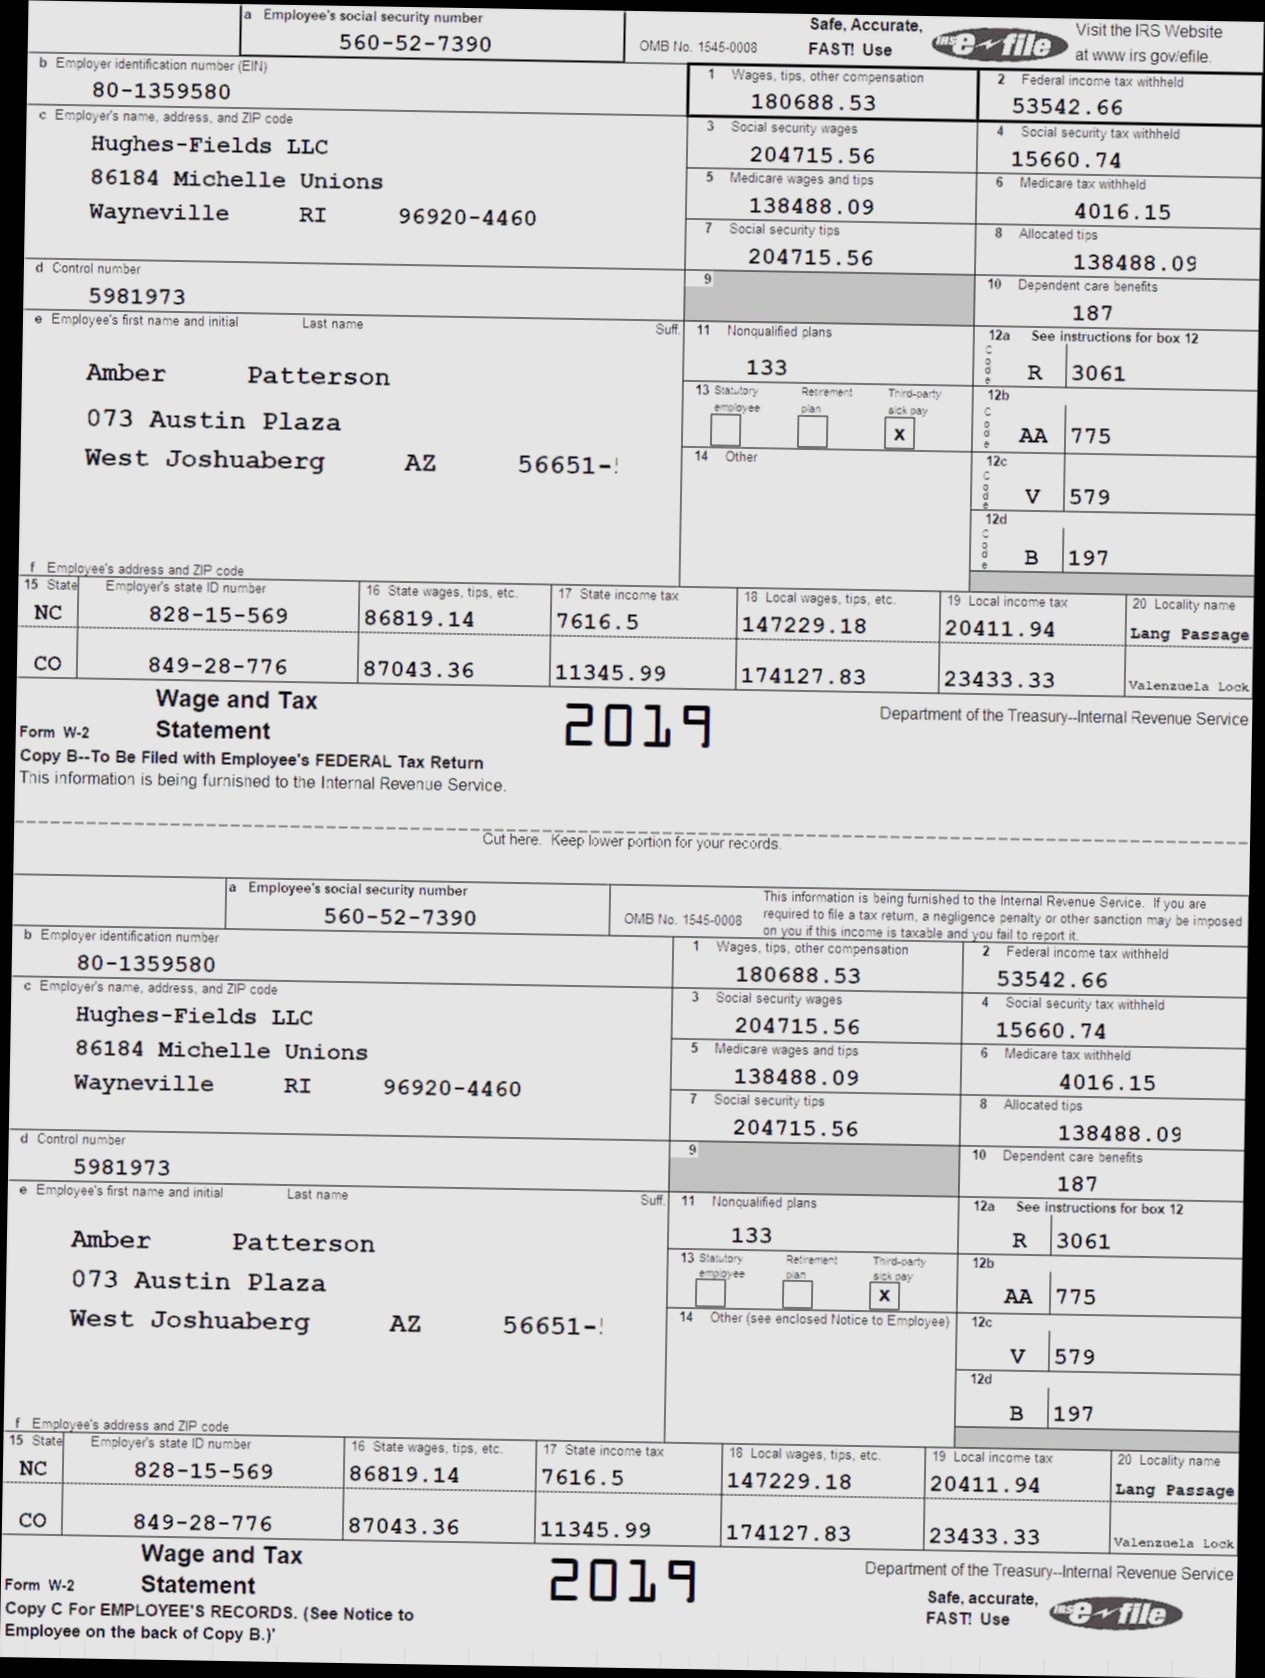 a Employee's social security number
560-52-7390
OMB No. 1545-0008
Safe, Accurate,
FAST! Use
IRS e-file
Visit the IRS Website
at www irs gov/efile.
b Employer identification number (EIN)
80-1359580
1 Wages, tips, other compensation
180688.53
2 Federal income tax withheld
53542.66
c Employer's name, address, and ZIP code
Hughes-Fields LLC
86184 Michelle Unions
Wayneville RI 96920-4460
3 Social security wages
204715.56
4 Social security tax withheld
15660.74
5 Medicare wages and tips
138488.09
6 Medicare tax withheld
4016.15
7 Social security tips
204715.56
8 Allocated tips
138488.09
d Control number
5981973
9
10 Dependent care benefits
187
e Employee's first name and initial Last name Suff.
Amber Patterson
073 Austin Plaza
West Joshuaberg AZ 56651-
11 Nonqualified plans
133
12a See instructions for box 12
Code R 3061
13 Statutory employee Retirement plan Third-party sick pay
X
12b
Code AA 775
14 Other
12c
Code V 579
12d
Code B 197
f Employee's address and ZIP code
15 State Employer's state ID number 16 State wages, tips, etc. 17 State income tax 18 Local wages, tips, etc. 19 Local income tax 20 Locality name
NC 828-15-569 86819.14 7616.5 147229.18 20411.94 Lang Passage
CO 849-28-776 87043.36 11345.99 174127.83 23433.33 Valenzuela Lock
Form W-2
Wage and Tax
Statement
2019
Department of the Treasury--Internal Revenue Service
Copy B--To Be Filed with Employee's FEDERAL Tax Return
This information is being furnished to the Internal Revenue Service.
Cut here. Keep lower portion for your records.
a Employee's social security number
560-52-7390
OMB No. 1545-0008
This information is being furnished to the Internal Revenue Service. If you are
required to file a tax return, a negligence penalty or other sanction may be imposed
on you if this income is taxable and you fail to report it.
b Employer identification number
80-1359580
1 Wages, tips, other compensation
180688.53
2 Federal income tax withheld
53542.66
c Employer's name, address, and ZIP code
Hughes-Fields LLC
86184 Michelle Unions
Wayneville RI 96920-4460
3 Social security wages
204715.56
4 Social security tax withheld
15660.74
5 Medicare wages and tips
138488.09
6 Medicare tax withheld
4016.15
7 Social security tips
204715.56
8 Allocated tips
138488.09
d Control number
5981973
9
10 Dependent care benefits
187
e Employee's first name and initial Last name Suff.
Amber Patterson
073 Austin Plaza
West Joshuaberg AZ 56651-
11 Nonqualified plans
133
12a See instructions for box 12
R 3061
13 Statutory employee Retirement plan Third-party sick pay
X
12b
AA 775
14 Other (see enclosed Notice to Employee)
12c
V 579
12d
B 197
f Employee's address and ZIP code
15 State Employer's state ID number 16 State wages, tips, etc. 17 State income tax 18 Local wages, tips, etc. 19 Local income tax 20 Locality name
NC 828-15-569 86819.14 7616.5 147229.18 20411.94 Lang Passage
CO 849-28-776 87043.36 11345.99 174127.83 23433.33 Valenzuela Lock
Form W-2
Wage and Tax
Statement
2019
Department of the Treasury--Internal Revenue Service
Copy C For EMPLOYEE'S RECORDS. (See Notice to
Employee on the back of Copy B.)'
Safe, accurate,
FAST! Use
IRS e-file